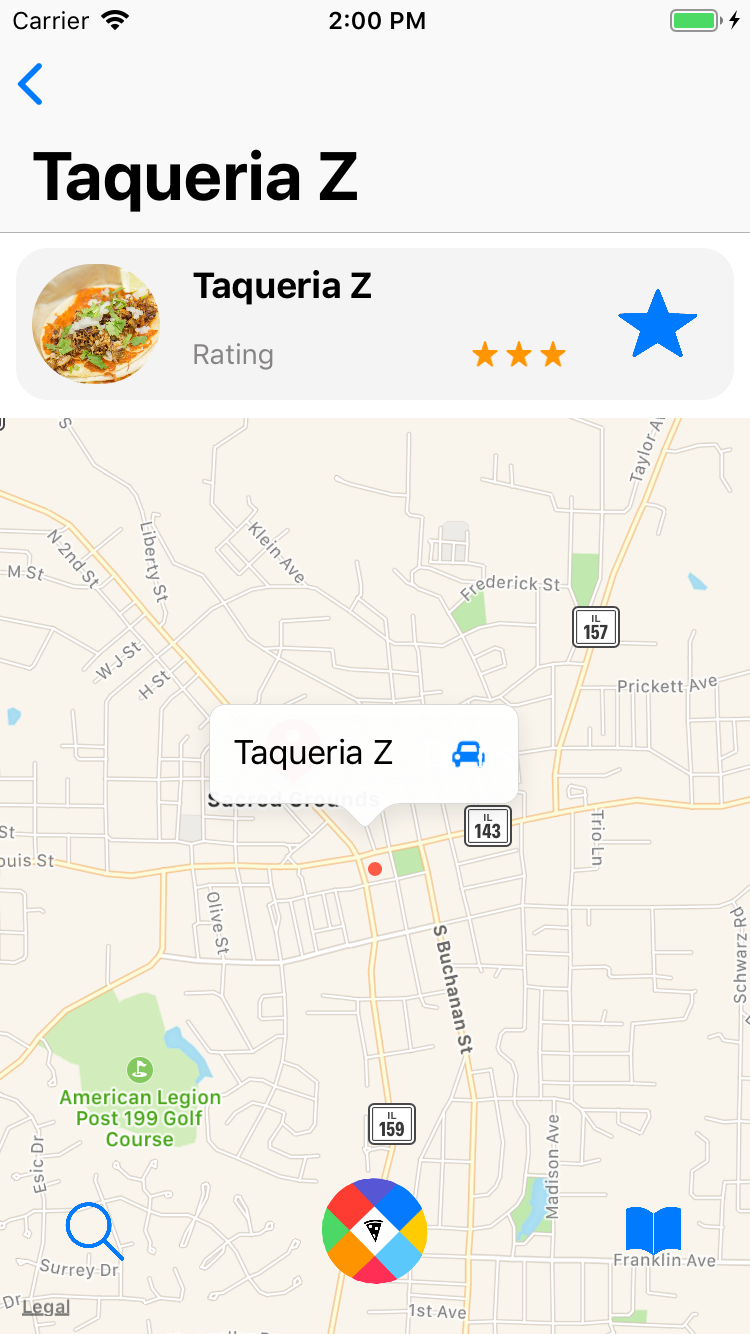 Carrier 2:00 PM
Taqueria Z
Taqueria Z
Rating
S
Taylor A
N 2nd St
Liberty St
Klein Ave
M St
Frederick St
IL
157
W J St
H St
Prickett Ave
Taqueria Z
Sacred Grounds
IL
143
St
Trio Ln
ouis St
Olive St
S Buchanan St
Schwarz Rd
American Legion
Post 199 Golf
Course
IL
159
Esic Dr
Madison Ave
Surrey Dr
Franklin Ave
Dr
Legal
1st Ave